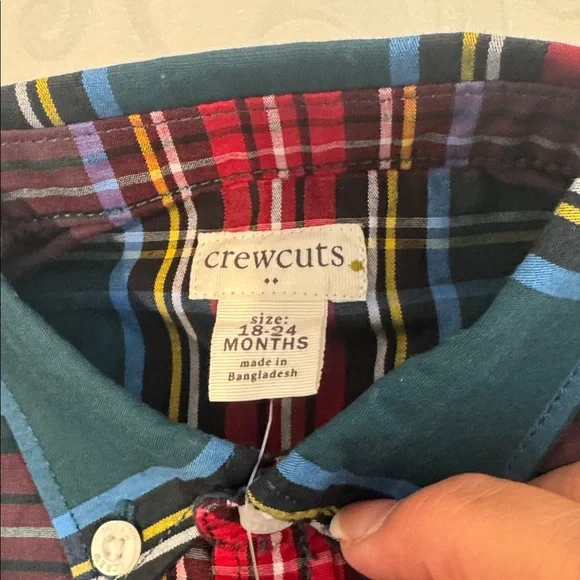 crewcuts
size:
18-24
MONTHS
made in
Bangladesh